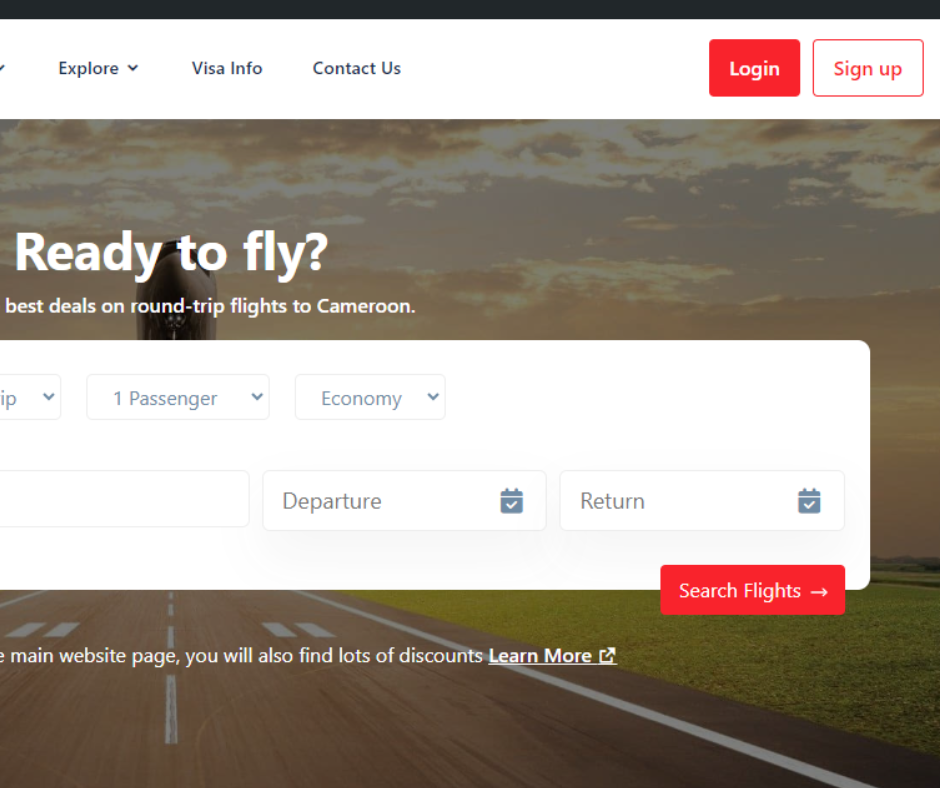 Explore
Visa Info
Contact Us
Login
Sign up
Ready to fly?
best deals on round-trip flights to Cameroon.
ip
1 Passenger
Economy
Departure
Return
Search Flights →
main website page, you will also find lots of discounts Learn More